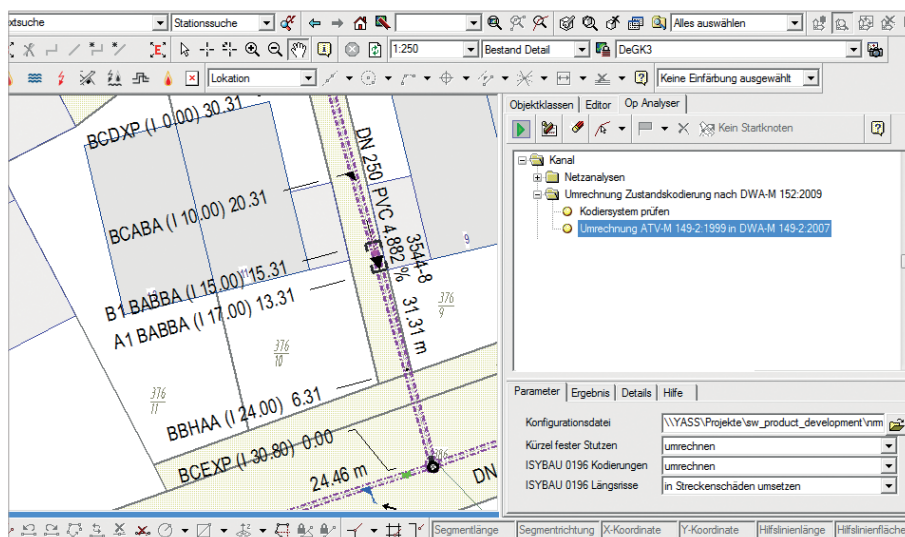 xtsuche Stationssuche Alles auswählen
1:250 Bestand Detail DeGK3
Lokation Keine Einfärbung ausgewählt
Objektklassen Editor Op Analyser
Kein Startknoten
Kanal
Netzanalysen
Umrechnung Zustandskodierung nach DWA-M 152:2009
Kodiersystem prüfen
Umrechnung ATV-M 149-2:1999 in DWA-M 149-2:2007
BCDXP (I 0.00) 30.31
BCABA (I 10.00) 20.31
B1 BABBA (I 15.00) 15.31
A1 BABBA (I 17.00) 13.31
BBHAA (I 24.00) 6.31
BCEXP (I 30.80) 0.00
24.46 m
DN 250 PVC 4.882 %
3544-8
31.31 m
DN
9
11
376
9
376
10
376
11
Parameter Ergebnis Details Hilfe
Konfigurationsdatei \\YASS\Projekte\sw_product_development\nrm
Kürzel fester Stutzen umrechnen
ISYBAU 0196 Kodierungen umrechnen
ISYBAU 0196 Längsrisse in Streckenschäden umsetzen
Segmentlänge Segmentrichtung X-Koordinate Y-Koordinate Hilfslinienlänge Hilfslinienfläche